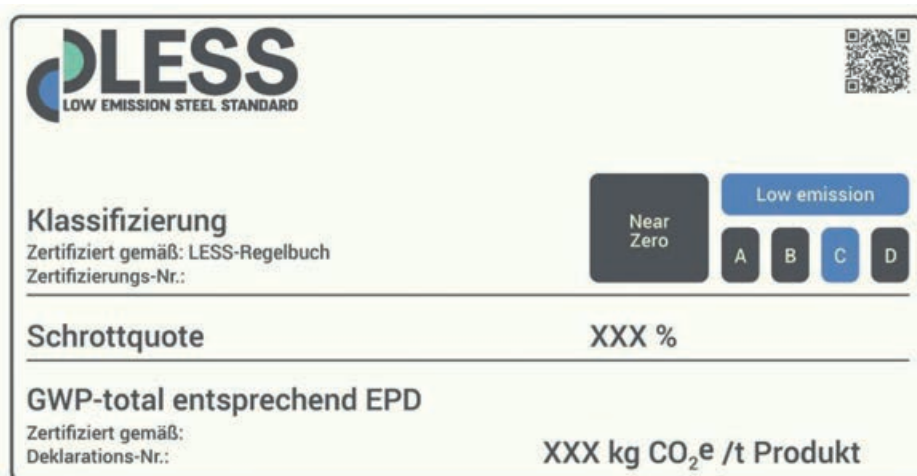 LESS
LOW EMISSION STEEL STANDARD
Klassifizierung
Zertifiziert gemäß: LESS-Regelbuch
Zertifizierungs-Nr.:
Near
Zero
Low emission
A B C D
Schrottquote XXX %
GWP-total entsprechend EPD
Zertifiziert gemäß:
Deklarations-Nr.:
XXX kg CO₂e /t Produkt